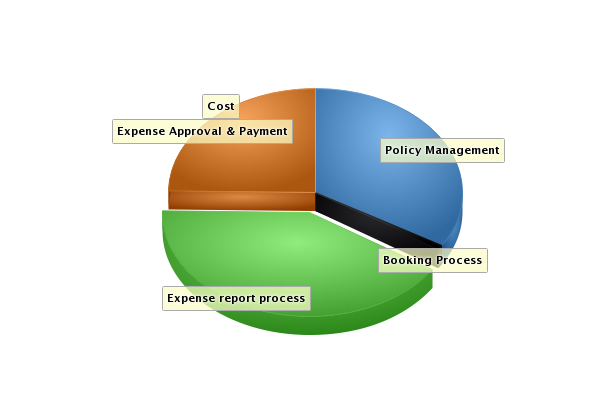 Cost
Expense Approval & Payment
Policy Management
Booking Process
Expense report process